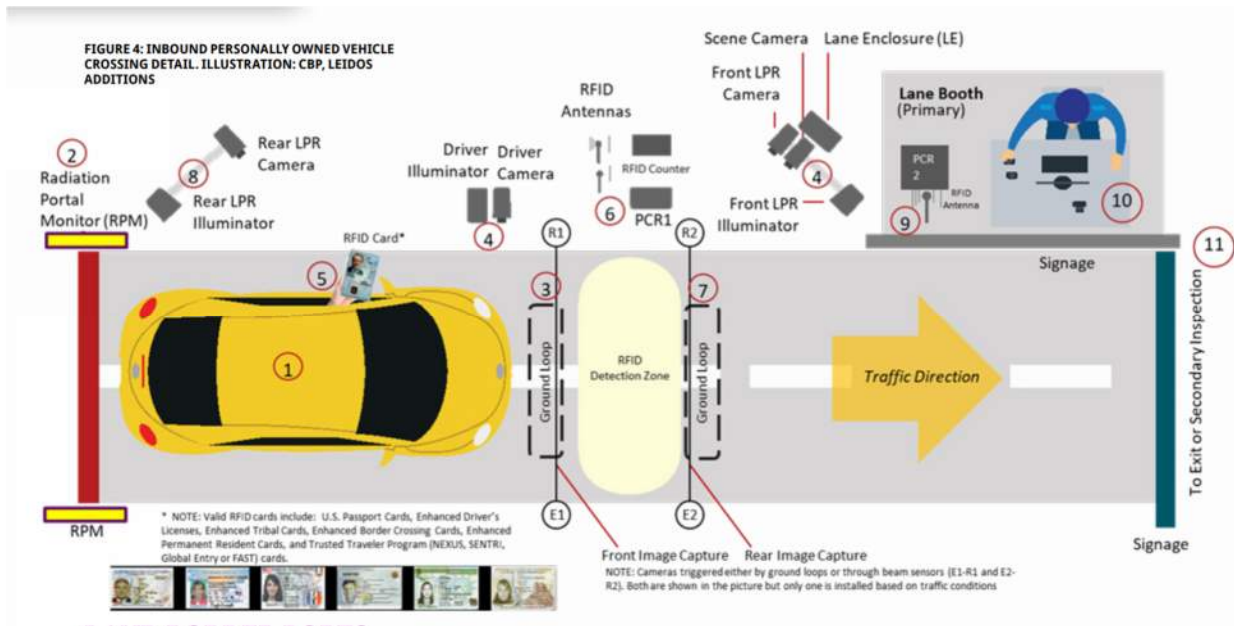 FIGURE 4: INBOUND PERSONALLY OWNED VEHICLE
CROSSING DETAIL. ILLUSTRATION: CBP, LEIDOS
ADDITIONS
Scene Camera
Lane Enclosure (LE)
Front LPR
Camera
RFID
Antennas
Lane Booth
(Primary)
2
Radiation
Portal
Monitor (RPM)
Rear LPR
Camera
8
Rear LPR
Illuminator
Driver
Illuminator
Driver
Camera
4
RFID Counter
6
PCR1
4
Front LPR
Illuminator
PCR
2
RFID
Antenna
9
10
11
RFID Card*
5
R1
R2
Signage
3
7
1
Ground Loop
RFID
Detection Zone
Ground Loop
Traffic Direction
To Exit or Secondary Inspection
RPM
E1
E2
Signage
* NOTE: Valid RFID cards include: U.S. Passport Cards, Enhanced Driver's
Licenses, Enhanced Tribal Cards, Enhanced Border Crossing Cards, Enhanced
Permanent Resident Cards, and Trusted Traveler Program (NEXUS, SENTRI,
Global Entry or FAST) cards.
Front Image Capture
Rear Image Capture
NOTE: Cameras triggered either by ground loops or through beam sensors (E1-R1 and E2-
R2). Both are shown in the picture but only one is installed based on traffic conditions